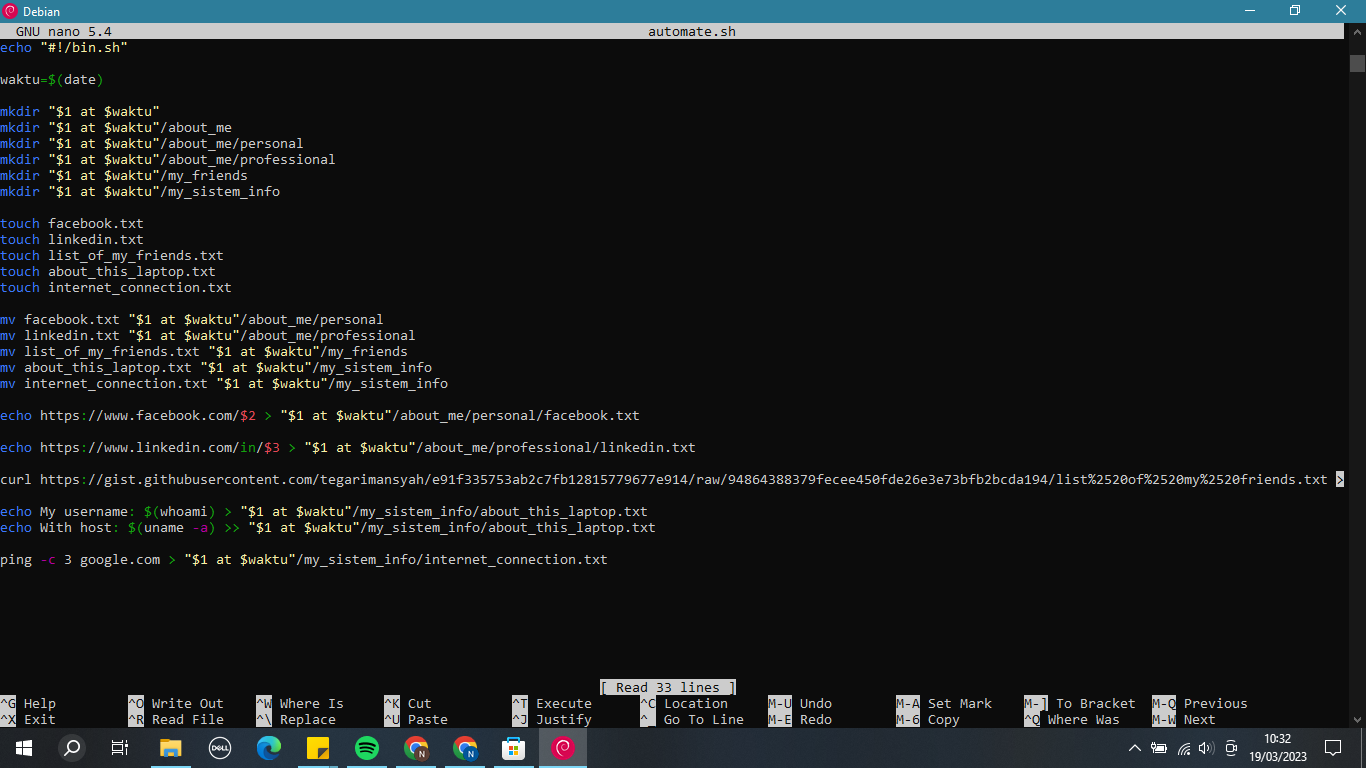 Debian
GNU nano 5.4 automate.sh
echo "#!/bin.sh"
waktu=$(date)
mkdir "$1 at $waktu"
mkdir "$1 at $waktu"/about_me
mkdir "$1 at $waktu"/about_me/personal
mkdir "$1 at $waktu"/about_me/professional
mkdir "$1 at $waktu"/my_friends
mkdir "$1 at $waktu"/my_sistem_info
touch facebook.txt
touch linkedin.txt
touch list_of_my_friends.txt
touch about_this_laptop.txt
touch internet_connection.txt
mv facebook.txt "$1 at $waktu"/about_me/personal
mv linkedin.txt "$1 at $waktu"/about_me/professional
mv list_of_my_friends.txt "$1 at $waktu"/my_friends
mv about_this_laptop.txt "$1 at $waktu"/my_sistem_info
mv internet_connection.txt "$1 at $waktu"/my_sistem_info
echo https://www.facebook.com/$2 > "$1 at $waktu"/about_me/personal/facebook.txt
echo https://www.linkedin.com/in/$3 > "$1 at $waktu"/about_me/professional/linkedin.txt
curl https://gist.githubusercontent.com/tegarimansyah/e91f335753ab2c7fb12815779677e914/raw/94864388379fecee450fde26e3e73bfb2bcda194/list%2520of%2520my%2520friends.txt >
echo My username: $(whoami) > "$1 at $waktu"/my_sistem_info/about_this_laptop.txt
echo With host: $(uname -a) >> "$1 at $waktu"/my_sistem_info/about_this_laptop.txt
ping -c 3 google.com > "$1 at $waktu"/my_sistem_info/internet_connection.txt
[ Read 33 lines ]
^G Help ^O Write Out ^W Where Is ^K Cut ^T Execute ^C Location M-U Undo M-A Set Mark M-] To Bracket M-Q Previous
^X Exit ^R Read File ^\ Replace ^U Paste ^J Justify ^_ Go To Line M-E Redo M-6 Copy ^Q Where Was M-W Next
DELL
N
N
10:32
19/03/2023